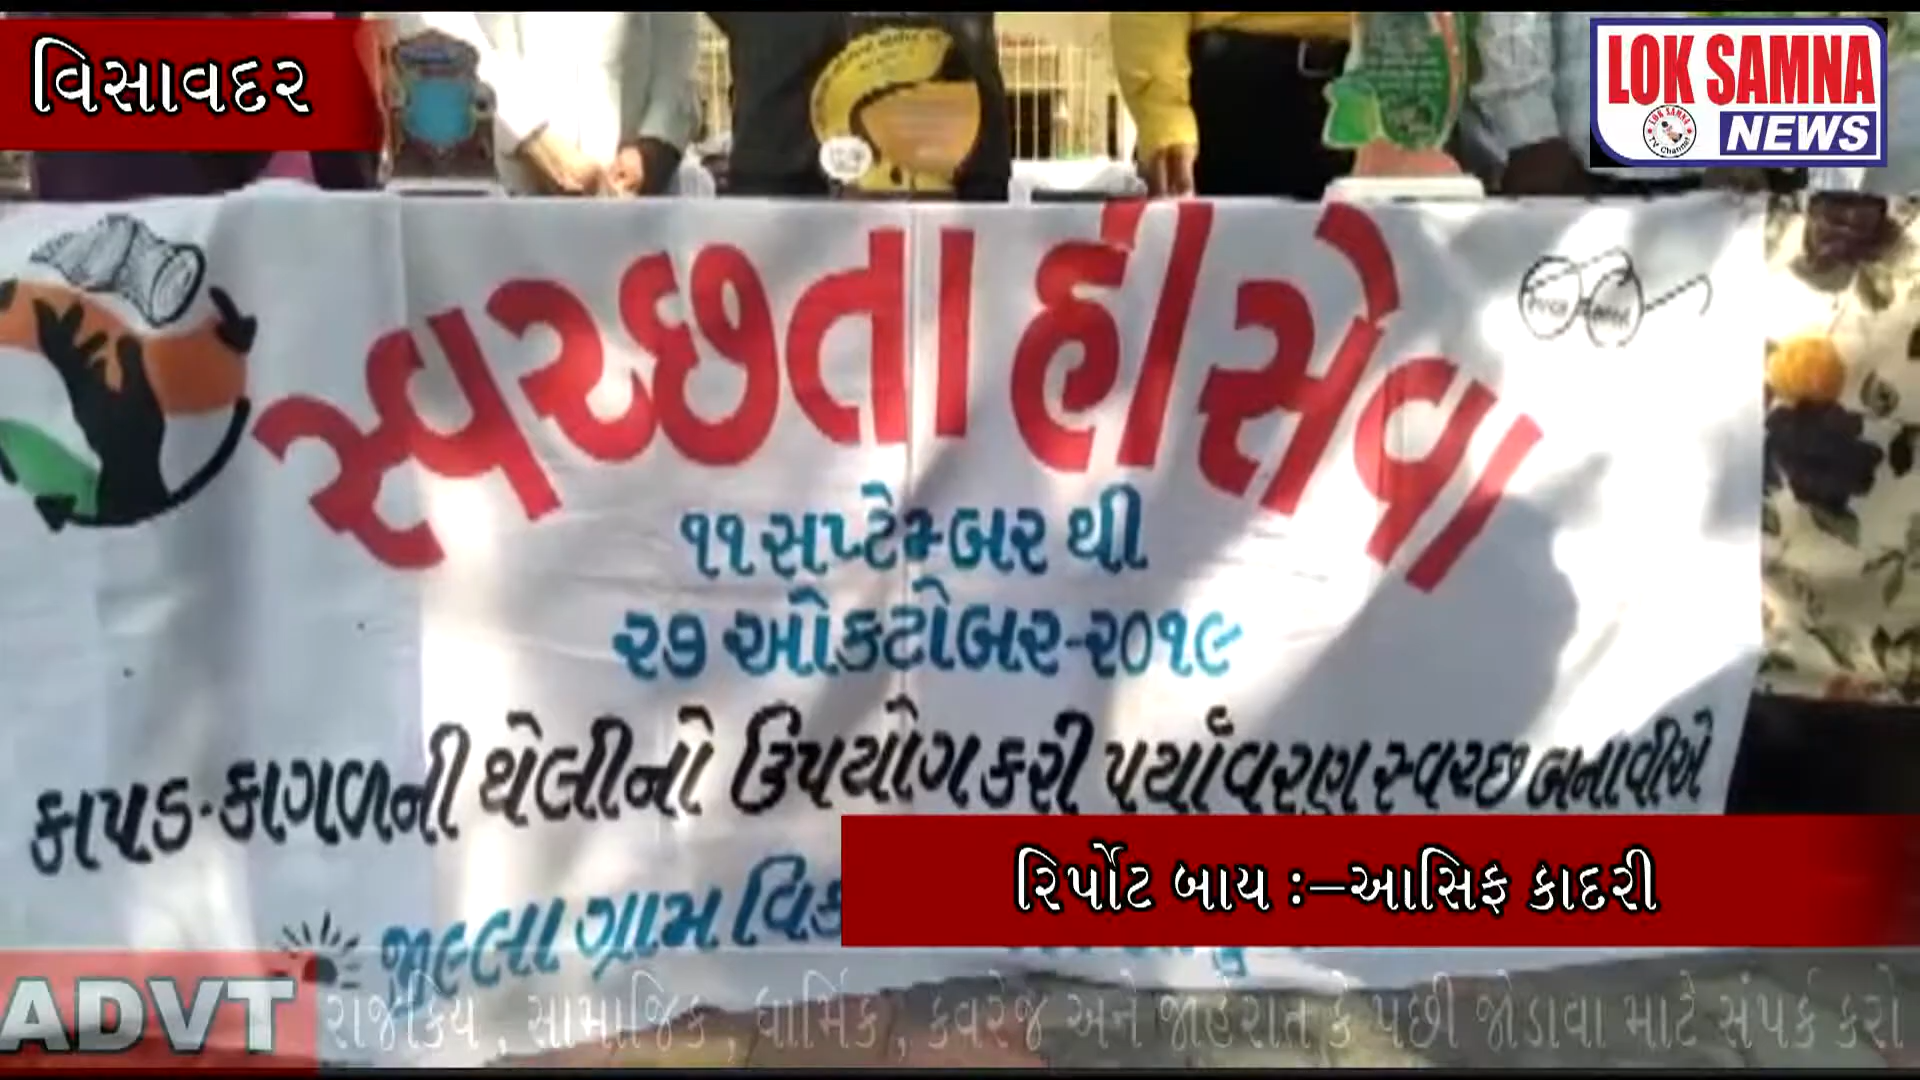 વિસાવદર
LOK SAMNA
NEWS
સ્વચ્છતા હી સેવા
૧૧ સપ્ટેમ્બર થી
૨૭ ઓકટોબર-૨૦૧૯
કાપડ-કાગળની થેલીનો ઉપયોગ કરી પર્યાવરણ સ્વચ્છ બનાવીએ
જીલ્લા ગ્રામ
રિર્પોટ બાય :–આસિફ કાદરી
ADVT રાજકિય , સામાજિક , ધાર્મિક , કવરેજ અને જાહેરાત કે પછી જોડાવા માટે સંપર્ક કરો